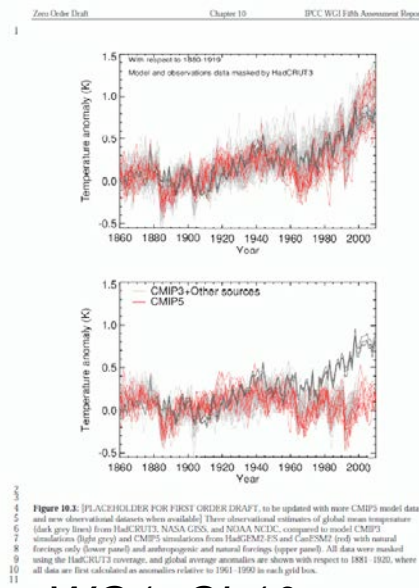 Zero Order Draft Chapter 10 IPCC WGI Fifth Assessment Report
1
With respect to 1880-1919
Model and observations data masked by HadCRUT3
Temperature anomaly (K)
1.5
1.0
0.5
0.0
-0.5
1860 1880 1900 1920 1940 1960 1980 2000
Year
CMIP3+Other sources
CMIP5
Temperature anomaly (K)
1.5
1.0
0.5
0.0
-0.5
1860 1880 1900 1920 1940 1960 1980 2000
Year
2
3
4 Figure 10.3: [PLACEHOLDER FOR FIRST ORDER DRAFT, to be updated with more CMIP5 model data
5 and new observational datasets when available] Three observational estimates of global mean temperature
6 (dark grey lines) from HadCRUT3, NASA GISS, and NOAA NCDC, compared to model CMIP3
7 simulations (light grey) and CMIP5 simulations from HadGEM2-ES and CanESM2 (red) with natural
8 forcings only (lower panel) and anthropogenic and natural forcings (upper panel). All data were masked
9 using the HadCRUT3 coverage, and global average anomalies are shown with respect to 1881-1920, where
10 all data are first calculated as anomalies relative to 1961-1990 in each grid box.
11